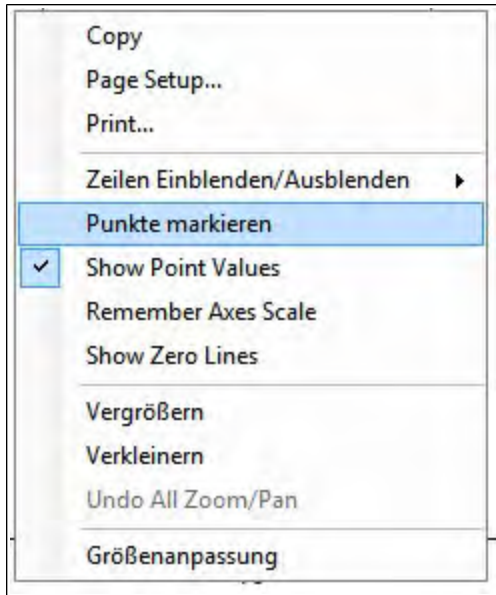 Copy
Page Setup...
Print...
Zeilen Einblenden/Ausblenden
Punkte markieren
Show Point Values
Remember Axes Scale
Show Zero Lines
Vergrößern
Verkleinern
Undo All Zoom/Pan
Größenanpassung